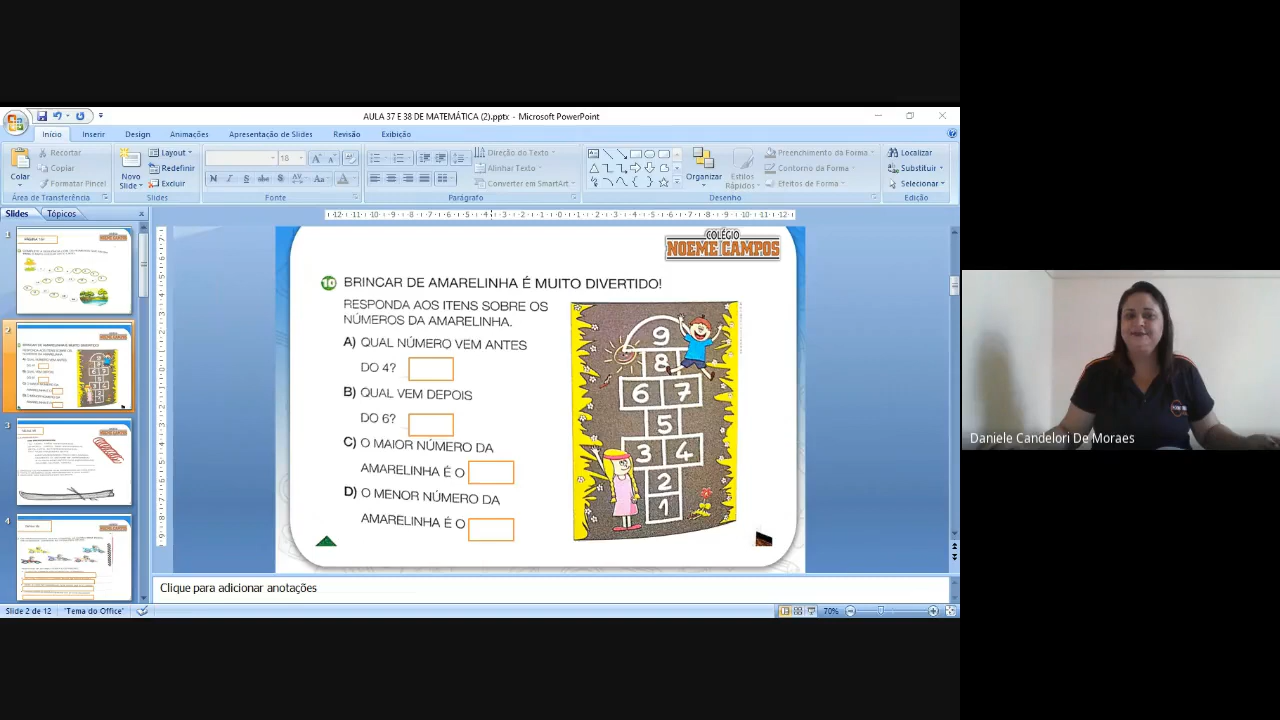 AULA 37 E 38 DE MATEMÁTICA (2).pptx - Microsoft PowerPoint
Início Inserir Design Animações Apresentação de Slides Revisão Exibição
Colar
Recortar
Copiar
Formatar Pincel
Área de Transferência
Novo Slide
Layout
Redefinir
Excluir
Slides
18
Fonte
Direção do Texto
Alinhar Texto
Converter em SmartArt
Parágrafo
Organizar
Estilos Rápidos
Preenchimento da Forma
Contorno da Forma
Efeitos de Forma
Desenho
Localizar
Substituir
Selecionar
Edição
Slides Tópicos
1
2
3
4
COLÉGIO
NOEME CAMPOS
10 BRINCAR DE AMARELINHA É MUITO DIVERTIDO!
RESPONDA AOS ITENS SOBRE OS
NÚMEROS DA AMARELINHA.
A) QUAL NÚMERO VEM ANTES
DO 4?
B) QUAL VEM DEPOIS
DO 6?
C) O MAIOR NÚMERO DA
AMARELINHA É O
D) O MENOR NÚMERO DA
AMARELINHA É O
9
8
6 7
5
3 4
2
1
Clique para adicionar anotações
Slide 2 de 12 "Tema do Office" 70%
Daniele Candelori De Moraes